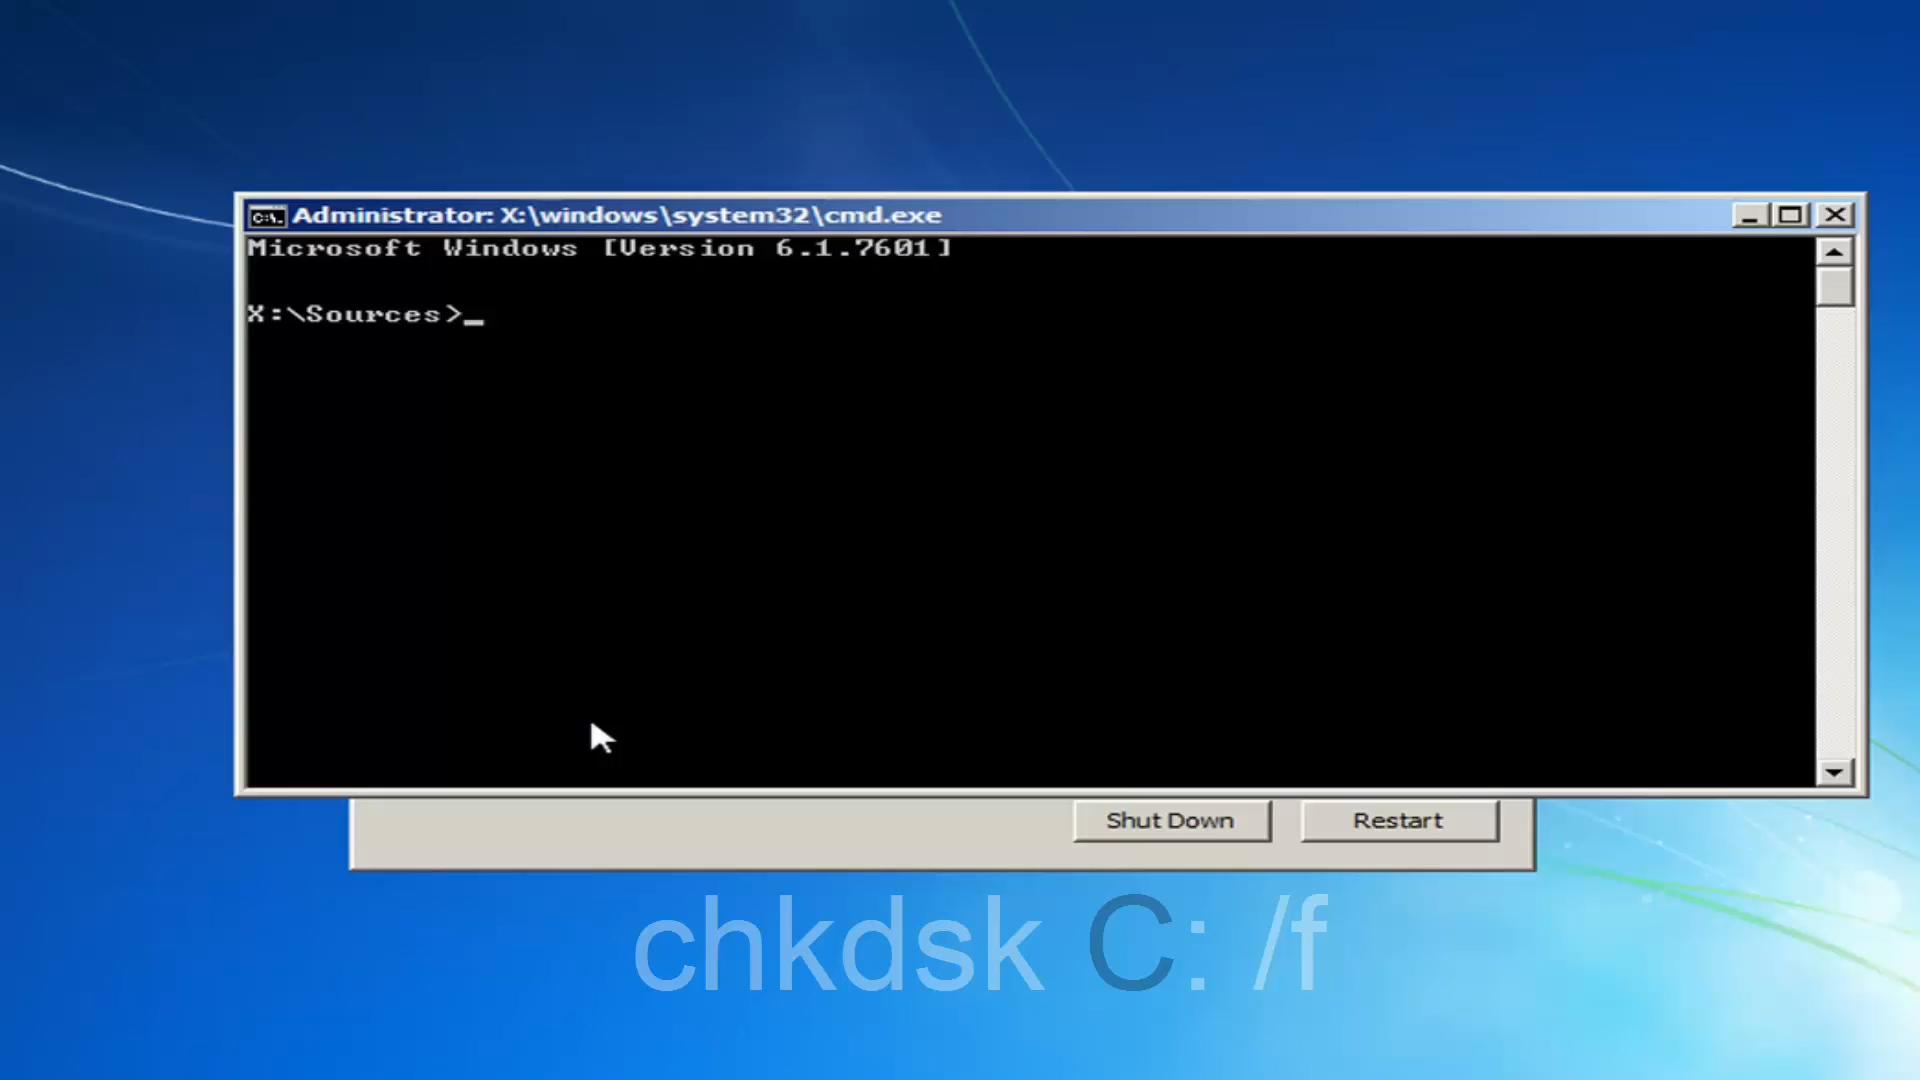 C:\. Administrator: X:\windows\system32\cmd.exe
Microsoft Windows [Version 6.1.7601]
X:\Sources>_
Shut Down Restart
chkdsk C: /f